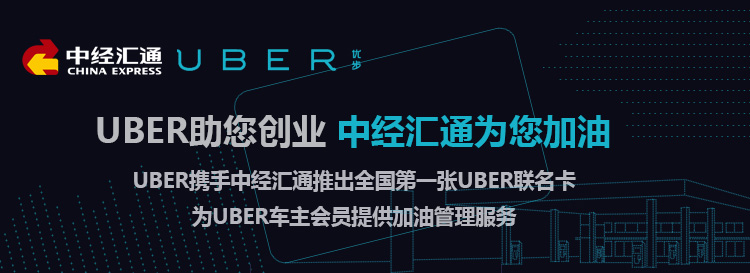 中经汇通
CHINA EXPRESS
UBER 优步
UBER助您创业 中经汇通为您加油
UBER携手中经汇通推出全国第一张UBER联名卡
为UBER车主会员提供加油管理服务